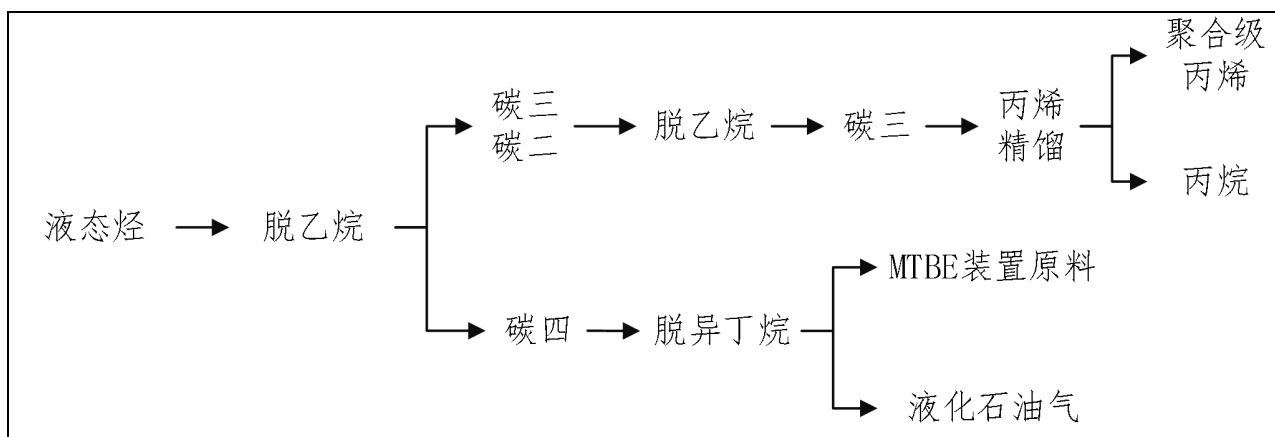 液态烃
脱乙烷
碳三
碳二
脱乙烷
碳三
丙烯
精馏
聚合级
丙烯
丙烷
碳四
脱异丁烷
MTBE装置原料
液化石油气